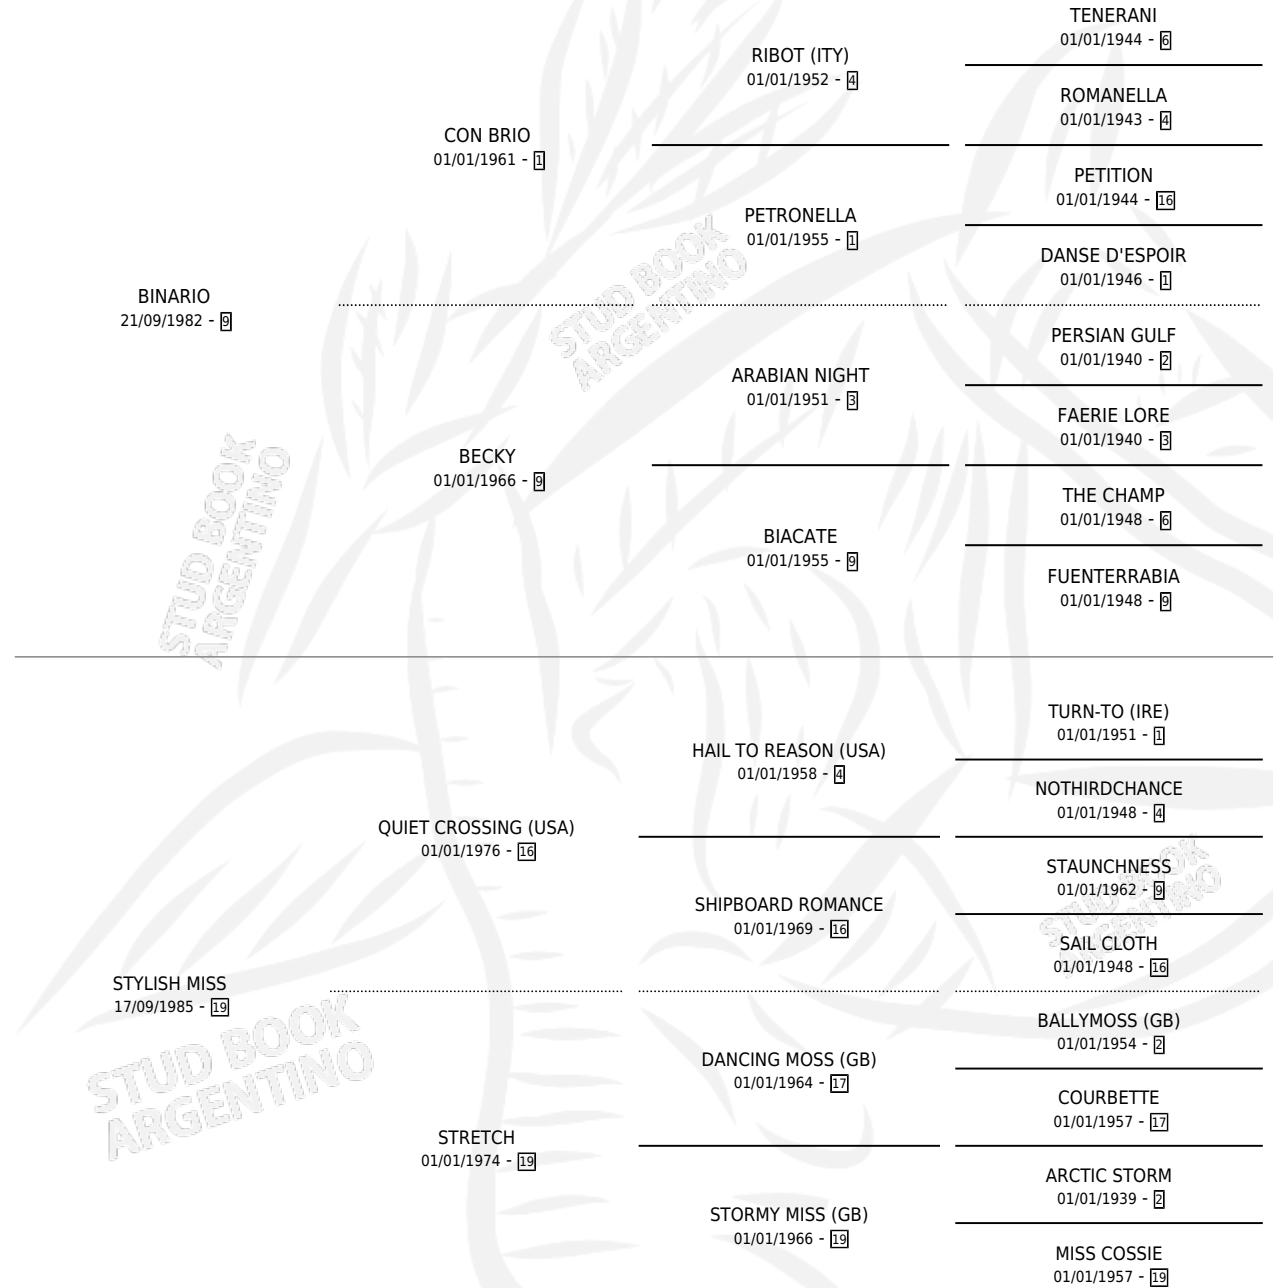 TENERANI
01/01/1944 - 6
RIBOT (ITY)
01/01/1952 - 4
ROMANELLA
01/01/1943 - 4
CON BRIO
01/01/1961 - 1
PETITION
01/01/1944 - 16
PETRONELLA
01/01/1955 - 1
DANSE D'ESPOIR
01/01/1946 - 1
BINARIO
21/09/1982 - 9
PERSIAN GULF
01/01/1940 - 2
ARABIAN NIGHT
01/01/1951 - 3
FAERIE LORE
01/01/1940 - 3
BECKY
01/01/1966 - 9
THE CHAMP
01/01/1948 - 6
BIACATE
01/01/1955 - 9
FUENTERRABIA
01/01/1948 - 9
TURN-TO (IRE)
01/01/1951 - 1
HAIL TO REASON (USA)
01/01/1958 - 4
NOTHIRDCHANCE
01/01/1948 - 4
QUIET CROSSING (USA)
01/01/1976 - 16
STAUNCHNESS
01/01/1962 - 9
SHIPBOARD ROMANCE
01/01/1969 - 16
SAIL CLOTH
01/01/1948 - 16
STYLISH MISS
17/09/1985 - 19
BALLYMOSS (GB)
01/01/1954 - 2
DANCING MOSS (GB)
01/01/1964 - 17
COURBETTE
01/01/1957 - 17
STRETCH
01/01/1974 - 19
ARCTIC STORM
01/01/1939 - 2
STORMY MISS (GB)
01/01/1966 - 19
MISS COSSIE
01/01/1957 - 19
STUD BOOK
ARGENTINO
STUD BOOK
ARGENTINO
STUD BOOK
ARGENTINO
STUD BOOK
ARGENTINO